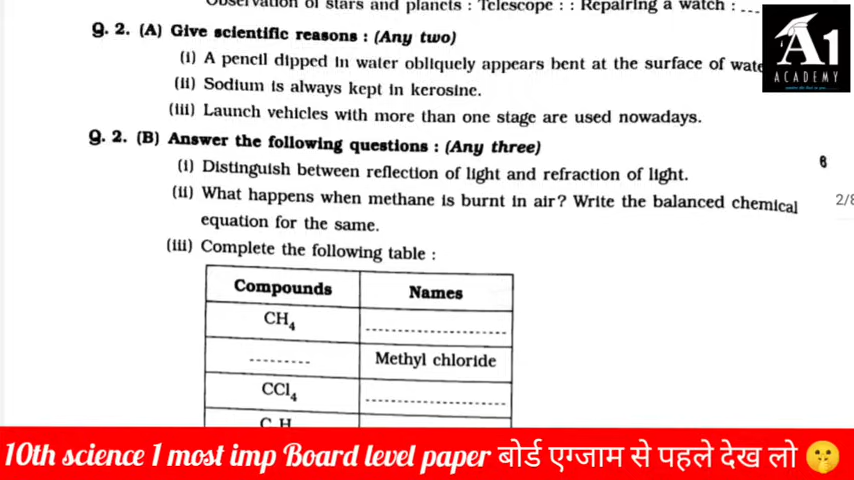 Observation of stars and planets : Telescope : : Repairing a watch : ...
Q. 2. (A) Give scientific reasons : (Any two)
(i) A pencil dipped in water obliquely appears bent at the surface of wate
(ii) Sodium is always kept in kerosine.
(iii) Launch vehicles with more than one stage are used nowadays.
Q. 2. (B) Answer the following questions : (Any three)
6
(i) Distinguish between reflection of light and refraction of light.
(ii) What happens when methane is burnt in air? Write the balanced chemical
equation for the same.
2/8
(iii) Complete the following table :
Compounds Names
CH₄ ........................
......... Methyl chloride
CCl₄ ........................
C H
A1
ACADEMY
10th science 1 most imp Board level paper बोर्ड एग्जाम से पहले देख लो 🤫